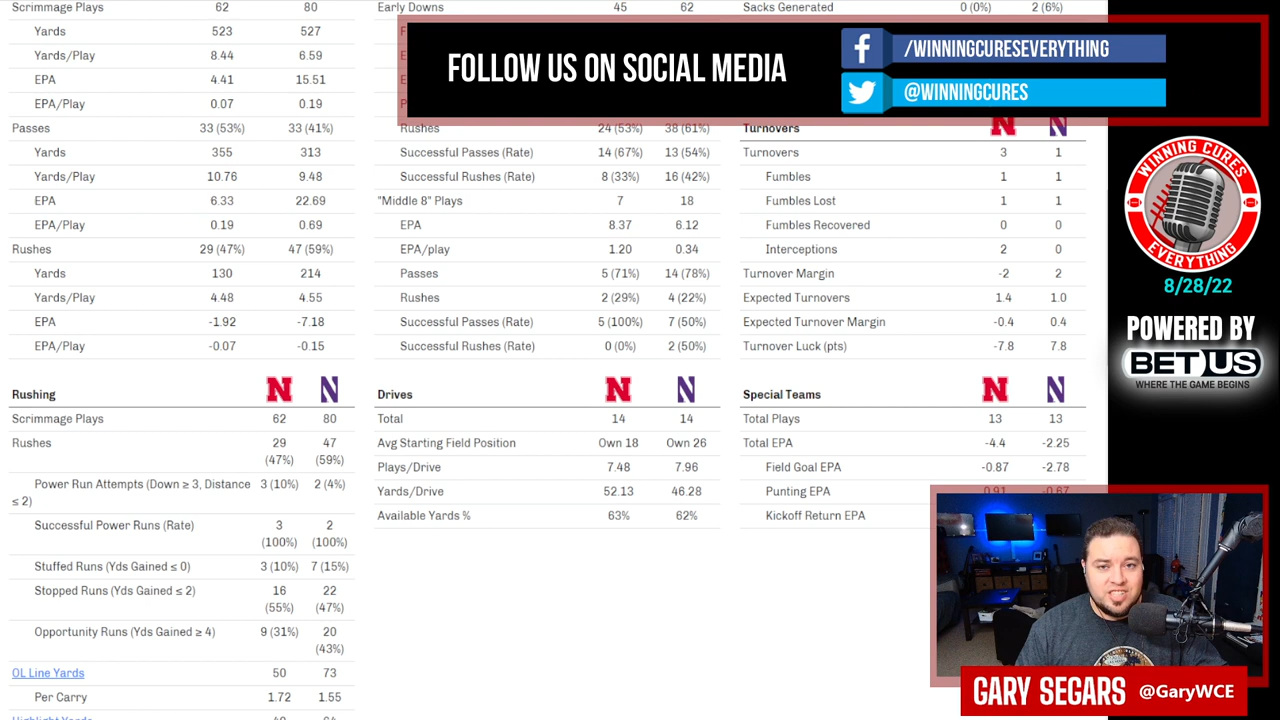 Scrimmage Plays 62 80
Yards 523 527
Yards/Play 8.44 6.59
EPA 4.41 15.51
EPA/Play 0.07 0.19
Passes 33 (53%) 33 (41%)
Yards 355 313
Yards/Play 10.76 9.48
EPA 6.33 22.69
EPA/Play 0.19 0.69
Rushes 29 (47%) 47 (59%)
Yards 130 214
Yards/Play 4.48 4.55
EPA -1.92 -7.18
EPA/Play -0.07 -0.15
Rushing N N
Scrimmage Plays 62 80
Rushes 29 47
(47%) (59%)
Power Run Attempts (Down ≥ 3, Distance 3 (10%) 2 (4%)
≤ 2)
Successful Power Runs (Rate) 3 2
(100%) (100%)
Stuffed Runs (Yds Gained ≤ 0) 3 (10%) 7 (15%)
Stopped Runs (Yds Gained ≤ 2) 16 22
(55%) (47%)
Opportunity Runs (Yds Gained ≥ 4) 9 (31%) 20
(43%)
OL Line Yards 50 73
Per Carry 1.72 1.55
Early Downs 45 62
Rushes 24 (53%) 38 (61%)
Successful Passes (Rate) 14 (67%) 13 (54%)
Successful Rushes (Rate) 8 (33%) 16 (42%)
"Middle 8" Plays 7 18
EPA 8.37 6.12
EPA/play 1.20 0.34
Passes 5 (71%) 14 (78%)
Rushes 2 (29%) 4 (22%)
Successful Passes (Rate) 5 (100%) 7 (50%)
Successful Rushes (Rate) 0 (0%) 2 (50%)
Drives N N
Total 14 14
Avg Starting Field Position Own 18 Own 26
Plays/Drive 7.48 7.96
Yards/Drive 52.13 46.28
Available Yards % 63% 62%
Sacks Generated 0 (0%) 2 (6%)
Turnovers N N
Turnovers 3 1
Fumbles 1 1
Fumbles Lost 1 1
Fumbles Recovered 0 0
Interceptions 2 0
Turnover Margin -2 2
Expected Turnovers 1.4 1.0
Expected Turnover Margin -0.4 0.4
Turnover Luck (pts) -7.8 7.8
Special Teams N N
Total Plays 13 13
Total EPA -4.4 -2.25
Field Goal EPA -0.87 -2.78
Punting EPA 0.91 -0.67
Kickoff Return EPA
FOLLOW US ON SOCIAL MEDIA
/WINNINGCURESEVERYTHING
@WINNINGCURES
WINNING CURES
EVERYTHING
8/28/22
POWERED BY
BETUS
WHERE THE GAME BEGINS
GARY SEGARS @GaryWCE